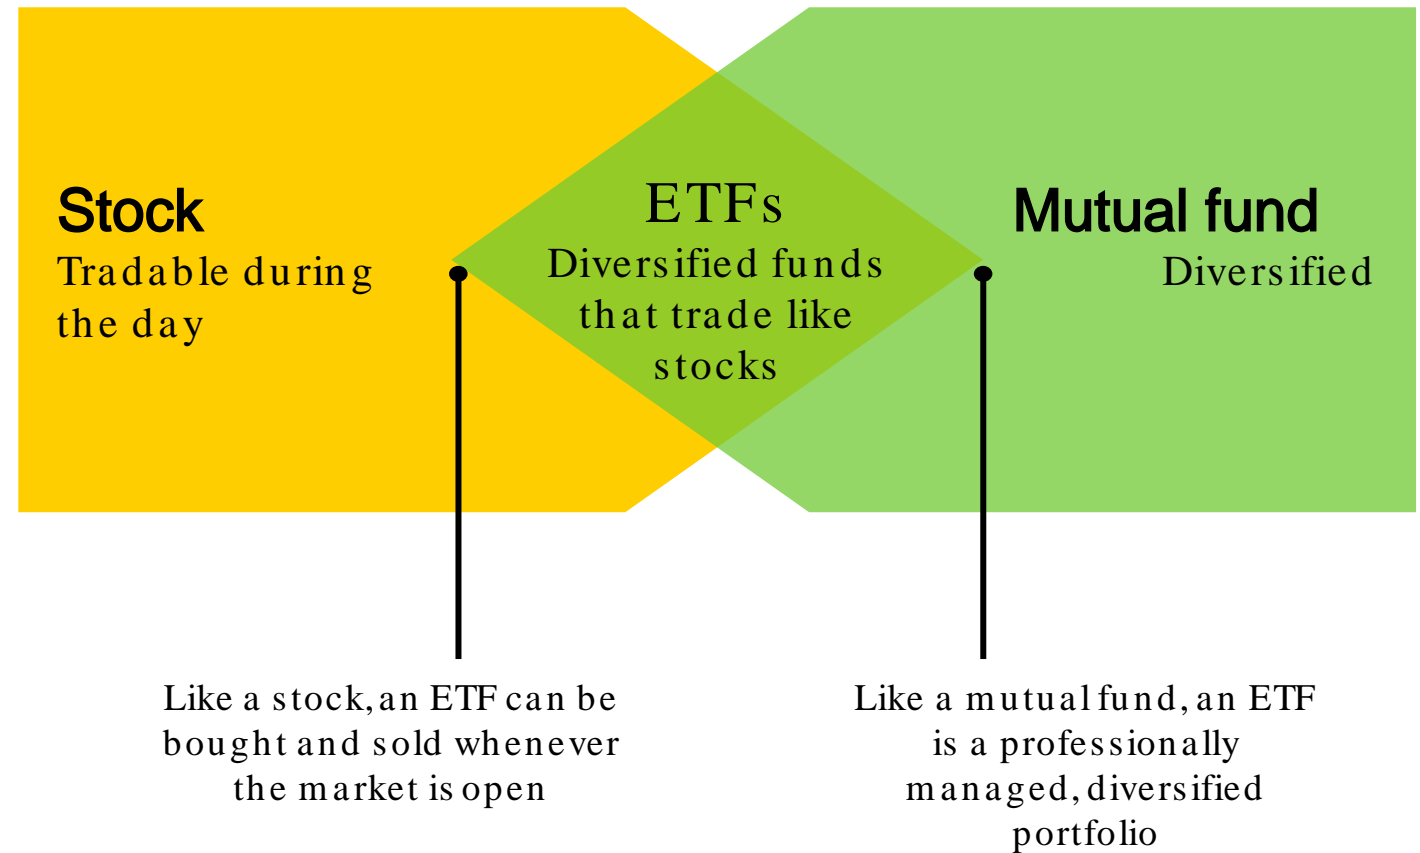 Stock
Tradable during
the day
ETFs
Diversified funds
that trade like
stocks
Mutual fund
Diversified
Like a stock, an ETF can be
bought and sold whenever
the market is open
Like a mutual fund, an ETF
is a professionally
managed, diversified
portfolio